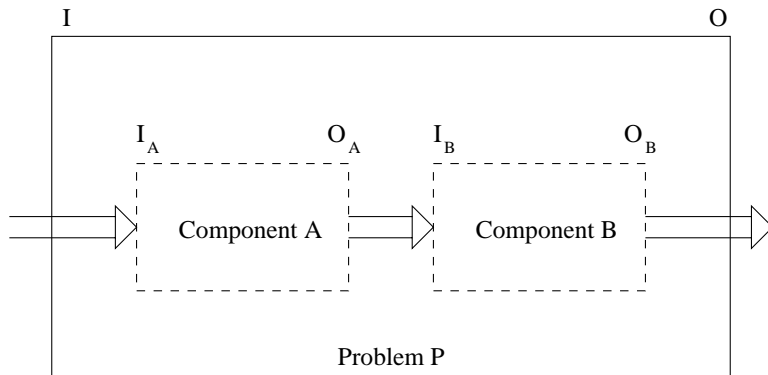 I O
I_A O_A I_B O_B
Component A Component B
Problem P